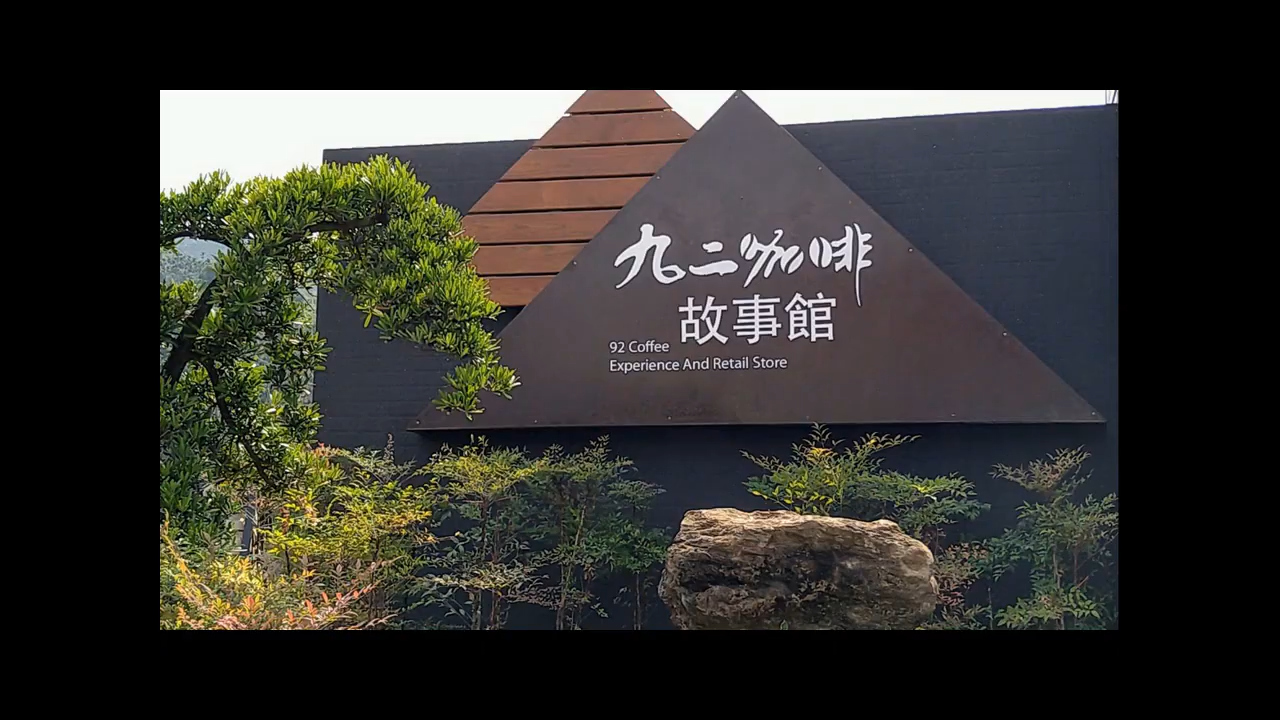 九二咖啡
故事館
92 Coffee
Experience And Retail Store